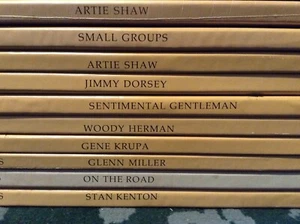 ARTIE SHAW
SMALL GROUPS
ARTIE SHAW
JIMMY DORSEY
SENTIMENTAL GENTLEMAN
WOODY HERMAN
GENE KRUPA
GLENN MILLER
ON THE ROAD
STAN KENTON